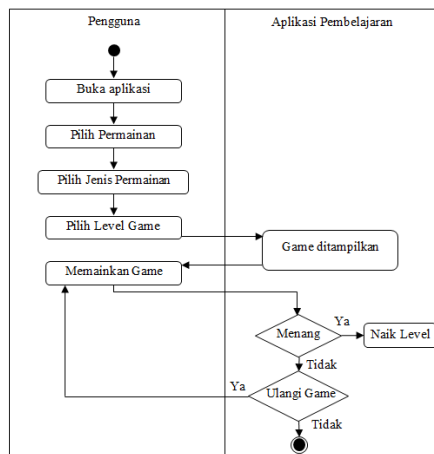 Pengguna
Aplikasi Pembelajaran
Buka aplikasi
Pilih Permainan
Pilih Jenis Permainan
Pilih Level Game
Game ditampilkan
Memainkan Game
Menang
Ya
Naik Level
Tidak
Ya
Ulangi Game
Tidak